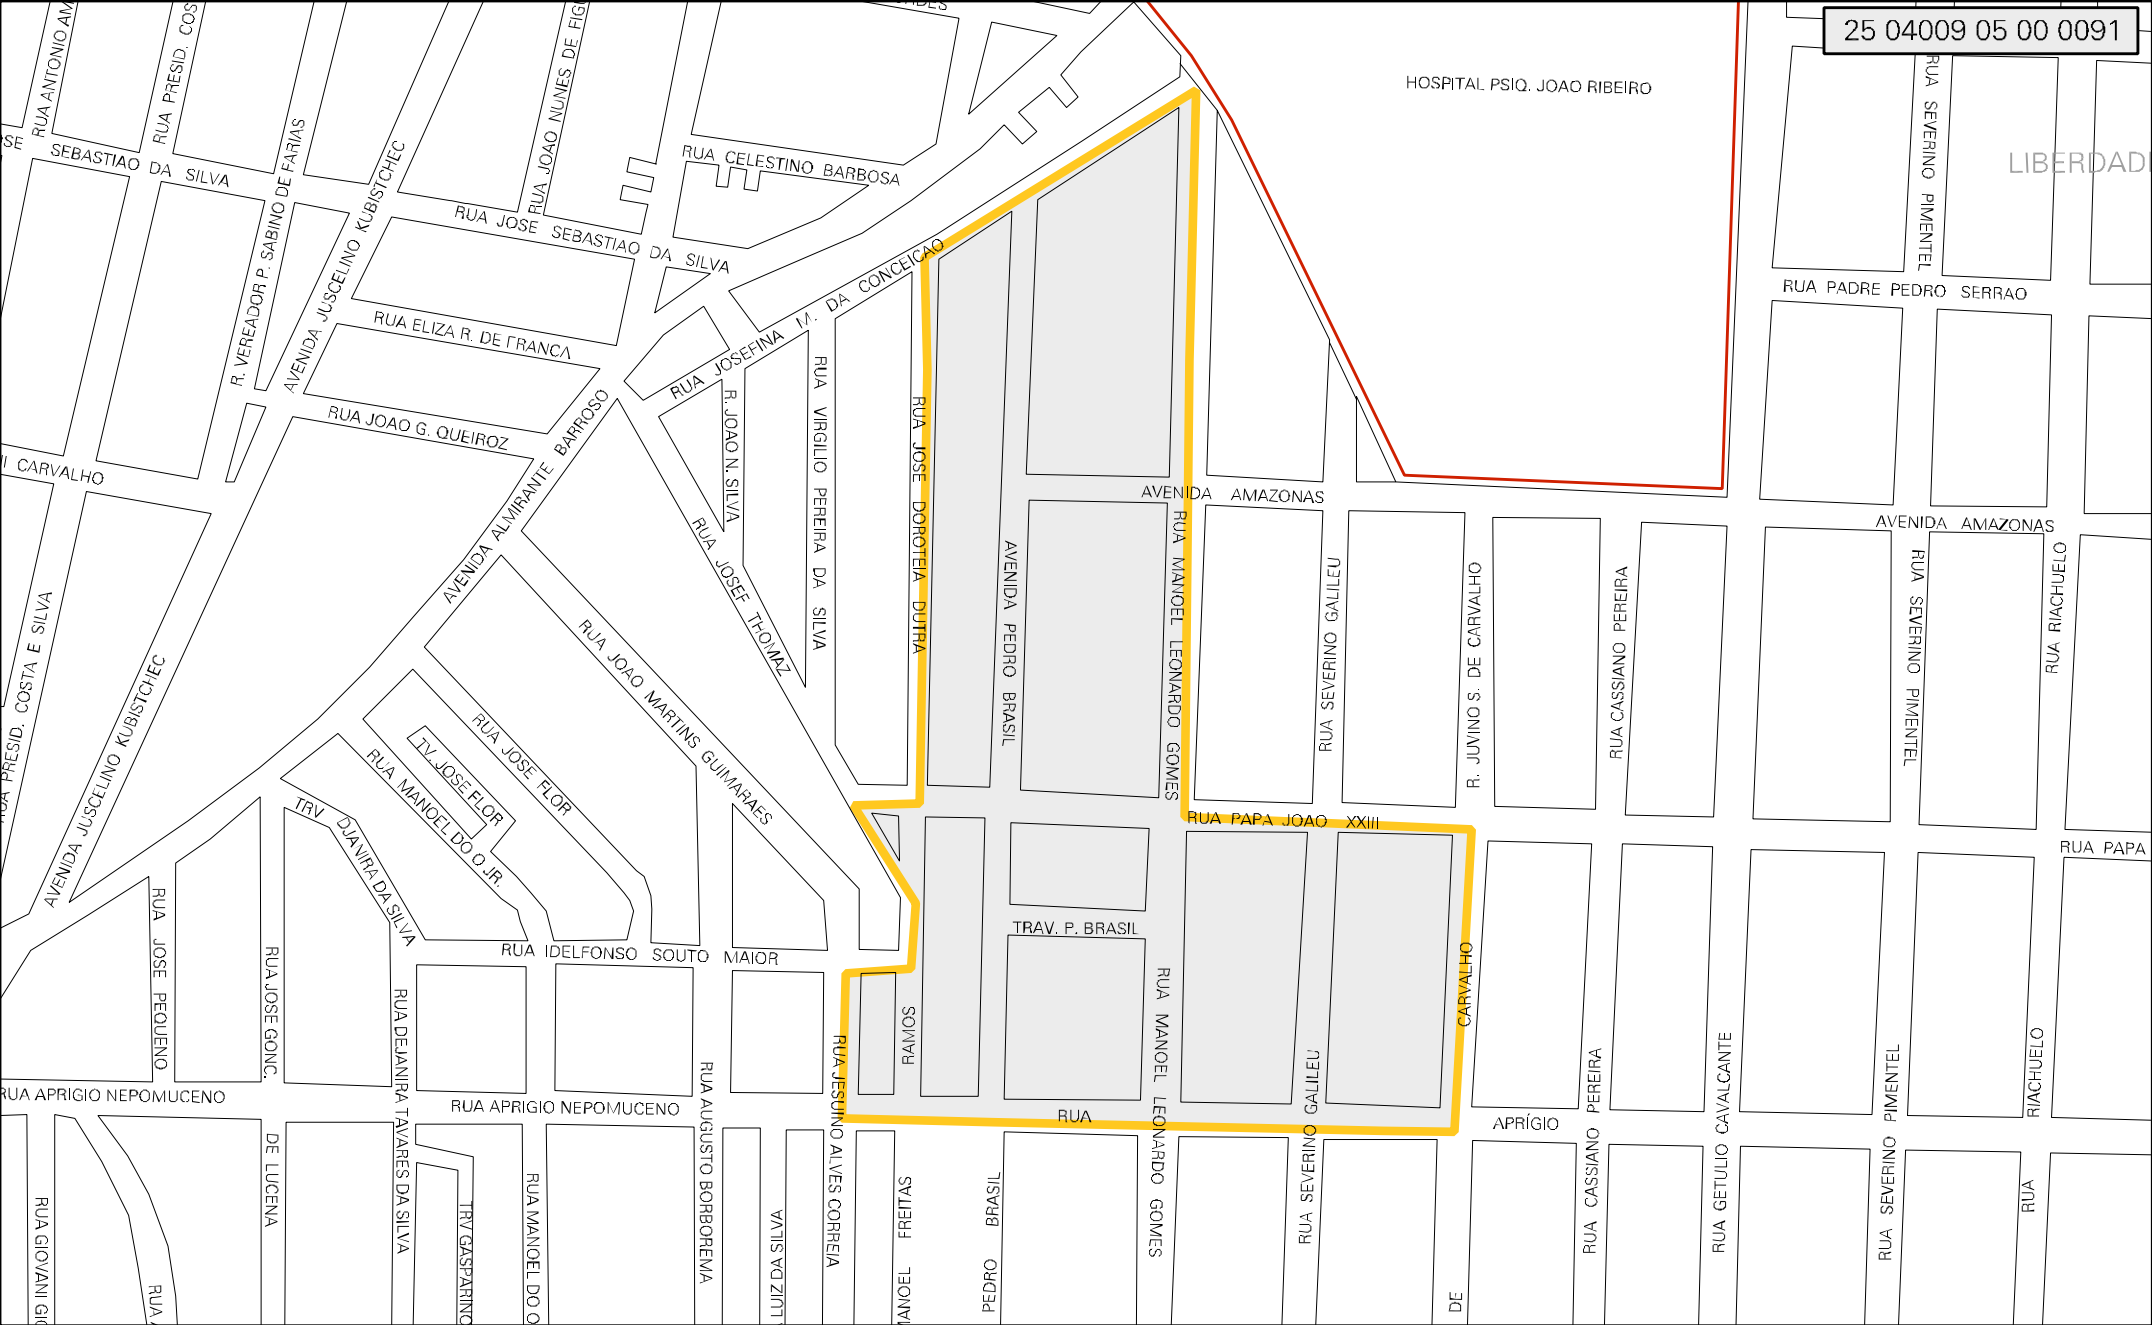 25 04009 05 00 0091
HOSPITAL PSIQ. JOAO RIBEIRO
LIBERDAD
RUA ANTONIO AM
RUA PRESID. COS
R. VEREADOR P. SABINO DE FARIAS
AVENIDA JUSCELINO KUBISTCHEC
RUA JOAO NUNES DE FIG
SEBASTIAO DA SILVA
RUA CELESTINO BARBOSA
RUA JOSE SEBASTIAO DA SILVA
RUA ELIZA R. DE FRANCA
RUA JOAO G. QUEIROZ
CARVALHO
RUA JOSEFINA M. DA CONCEICAO
AVENIDA ALMIRANTE BARROSO
R. JOAO N. SILVA
RUA VIRGILIO PEREIRA DA SILVA
RUA JOSE DOROTEIA DUTRA
RUA JOSEF THOMAZ
AVENIDA PEDRO BRASIL
RUA MANOEL LEONARDO GOMES
AVENIDA AMAZONAS
RUA SEVERINO PIMENTEL
RUA PADRE PEDRO SERRAO
AVENIDA AMAZONAS
RUA SEVERINO GALILEU
R. JUVINO S. DE CARVALHO
RUA CASSIANO PEREIRA
RUA SEVERINO PIMENTEL
RUA RIACHUELO
PRESID. COSTA E SILVA
AVENIDA JUSCELINO KUBISTCHEC
RUA JOAO MARTINS GUIMARAES
RUA JOSE FLOR
TV. JOSE FLOR
RUA MANOEL DO O JR.
TRV DJANIRA DA SILVA
RUA PAPA JOAO XXIII
RUA PAPA
RUA JOSE PEQUENO
RUA JOSE GONC.
DE LUCENA
RUA IDELFONSO SOUTO MAIOR
TRAV. P. BRASIL
RUA DEJANIRA TAVARES DA SILVA
RUA APRIGIO NEPOMUCENO
RUA APRIGIO NEPOMUCENO
RUA AUGUSTO BORBOREMA
RUA JESUINO ALVES CORREIA
RAMOS
RUA MANOEL LEONARDO GOMES
RUA SEVERINO GALILEU
CARVALHO
RUA
APRÍGIO
RUA CASSIANO PEREIRA
RUA GETULIO CAVALCANTE
RUA SEVERINO PIMENTEL
RIACHUELO
RUA
RUA GIOVANI GI
RUA
TRV GASPARINO
RUA MANOEL DO O
LUIZ DA SILVA
MANOEL FREITAS
PEDRO BRASIL
DE